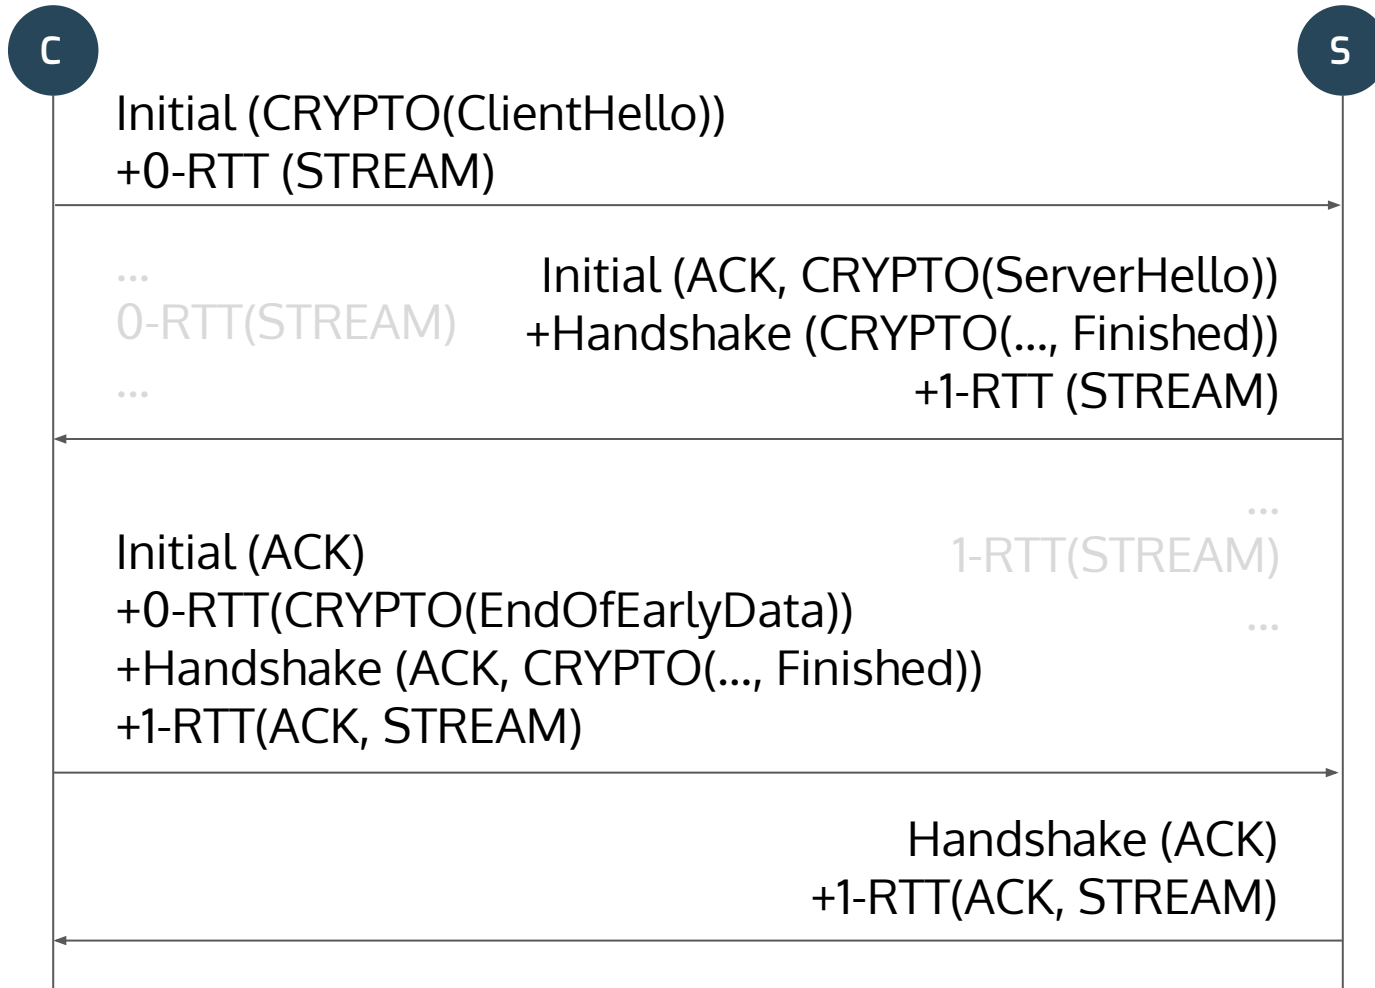 C
S
Initial (CRYPTO(ClientHello))
+0-RTT (STREAM)
...
0-RTT(STREAM)
...
Initial (ACK, CRYPTO(ServerHello))
+Handshake (CRYPTO(..., Finished))
+1-RTT (STREAM)
...
1-RTT(STREAM)
...
Initial (ACK)
+0-RTT(CRYPTO(EndOfEarlyData))
+Handshake (ACK, CRYPTO(..., Finished))
+1-RTT(ACK, STREAM)
Handshake (ACK)
+1-RTT(ACK, STREAM)